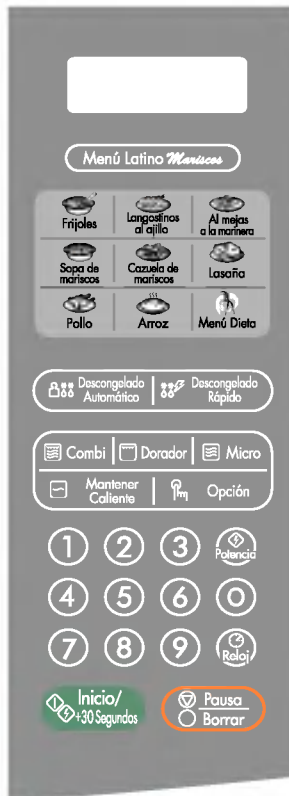 Menú Latino Mariscos
Frijoles
Langostinos
al ajillo
Al mejas
a la marinera
Sopa de
mariscos
Cazuela de
mariscos
Lasaña
Pollo
Arroz
Menú Dieta
Descongelado
Automático
Descongelado
Rápido
Combi
Dorador
Micro
Mantener
Caliente
Opción
1 2 3 Potencia
4 5 6 0
7 8 9 Reloj
Inicio/
+30 Segundos
Pausa
Borrar